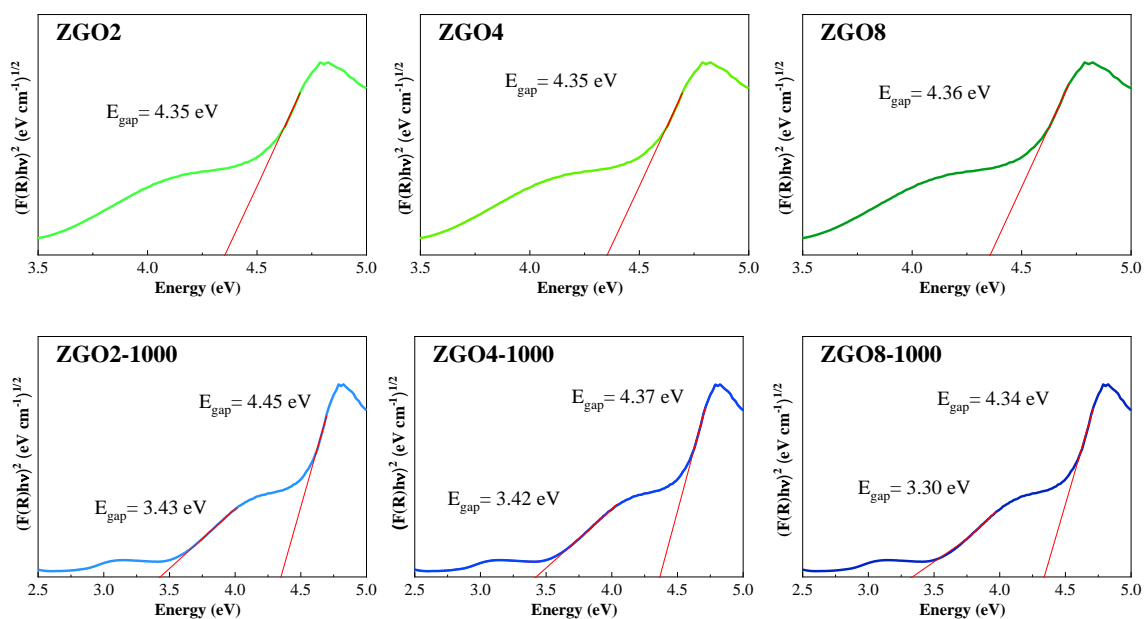 ZGO2
E_gap= 4.35 eV
(F(R)hν)^2 (eV cm^-1)^1/2
3.5 4.0 4.5 5.0
Energy (eV)
ZGO4
E_gap= 4.35 eV
(F(R)hν)^2 (eV cm^-1)^1/2
3.5 4.0 4.5 5.0
Energy (eV)
ZGO8
E_gap= 4.36 eV
(F(R)hν)^2 (eV cm^-1)^1/2
3.5 4.0 4.5 5.0
Energy (eV)
ZGO2-1000
E_gap= 4.45 eV
E_gap= 3.43 eV
(F(R)hν)^2 (eV cm^-1)^1/2
2.5 3.0 3.5 4.0 4.5 5.0
Energy (eV)
ZGO4-1000
E_gap= 4.37 eV
E_gap= 3.42 eV
(F(R)hν)^2 (eV cm^-1)^1/2
2.5 3.0 3.5 4.0 4.5 5.0
Energy (eV)
ZGO8-1000
E_gap= 4.34 eV
E_gap= 3.30 eV
(F(R)hν)^2 (eV cm^-1)^1/2
2.5 3.0 3.5 4.0 4.5 5.0
Energy (eV)